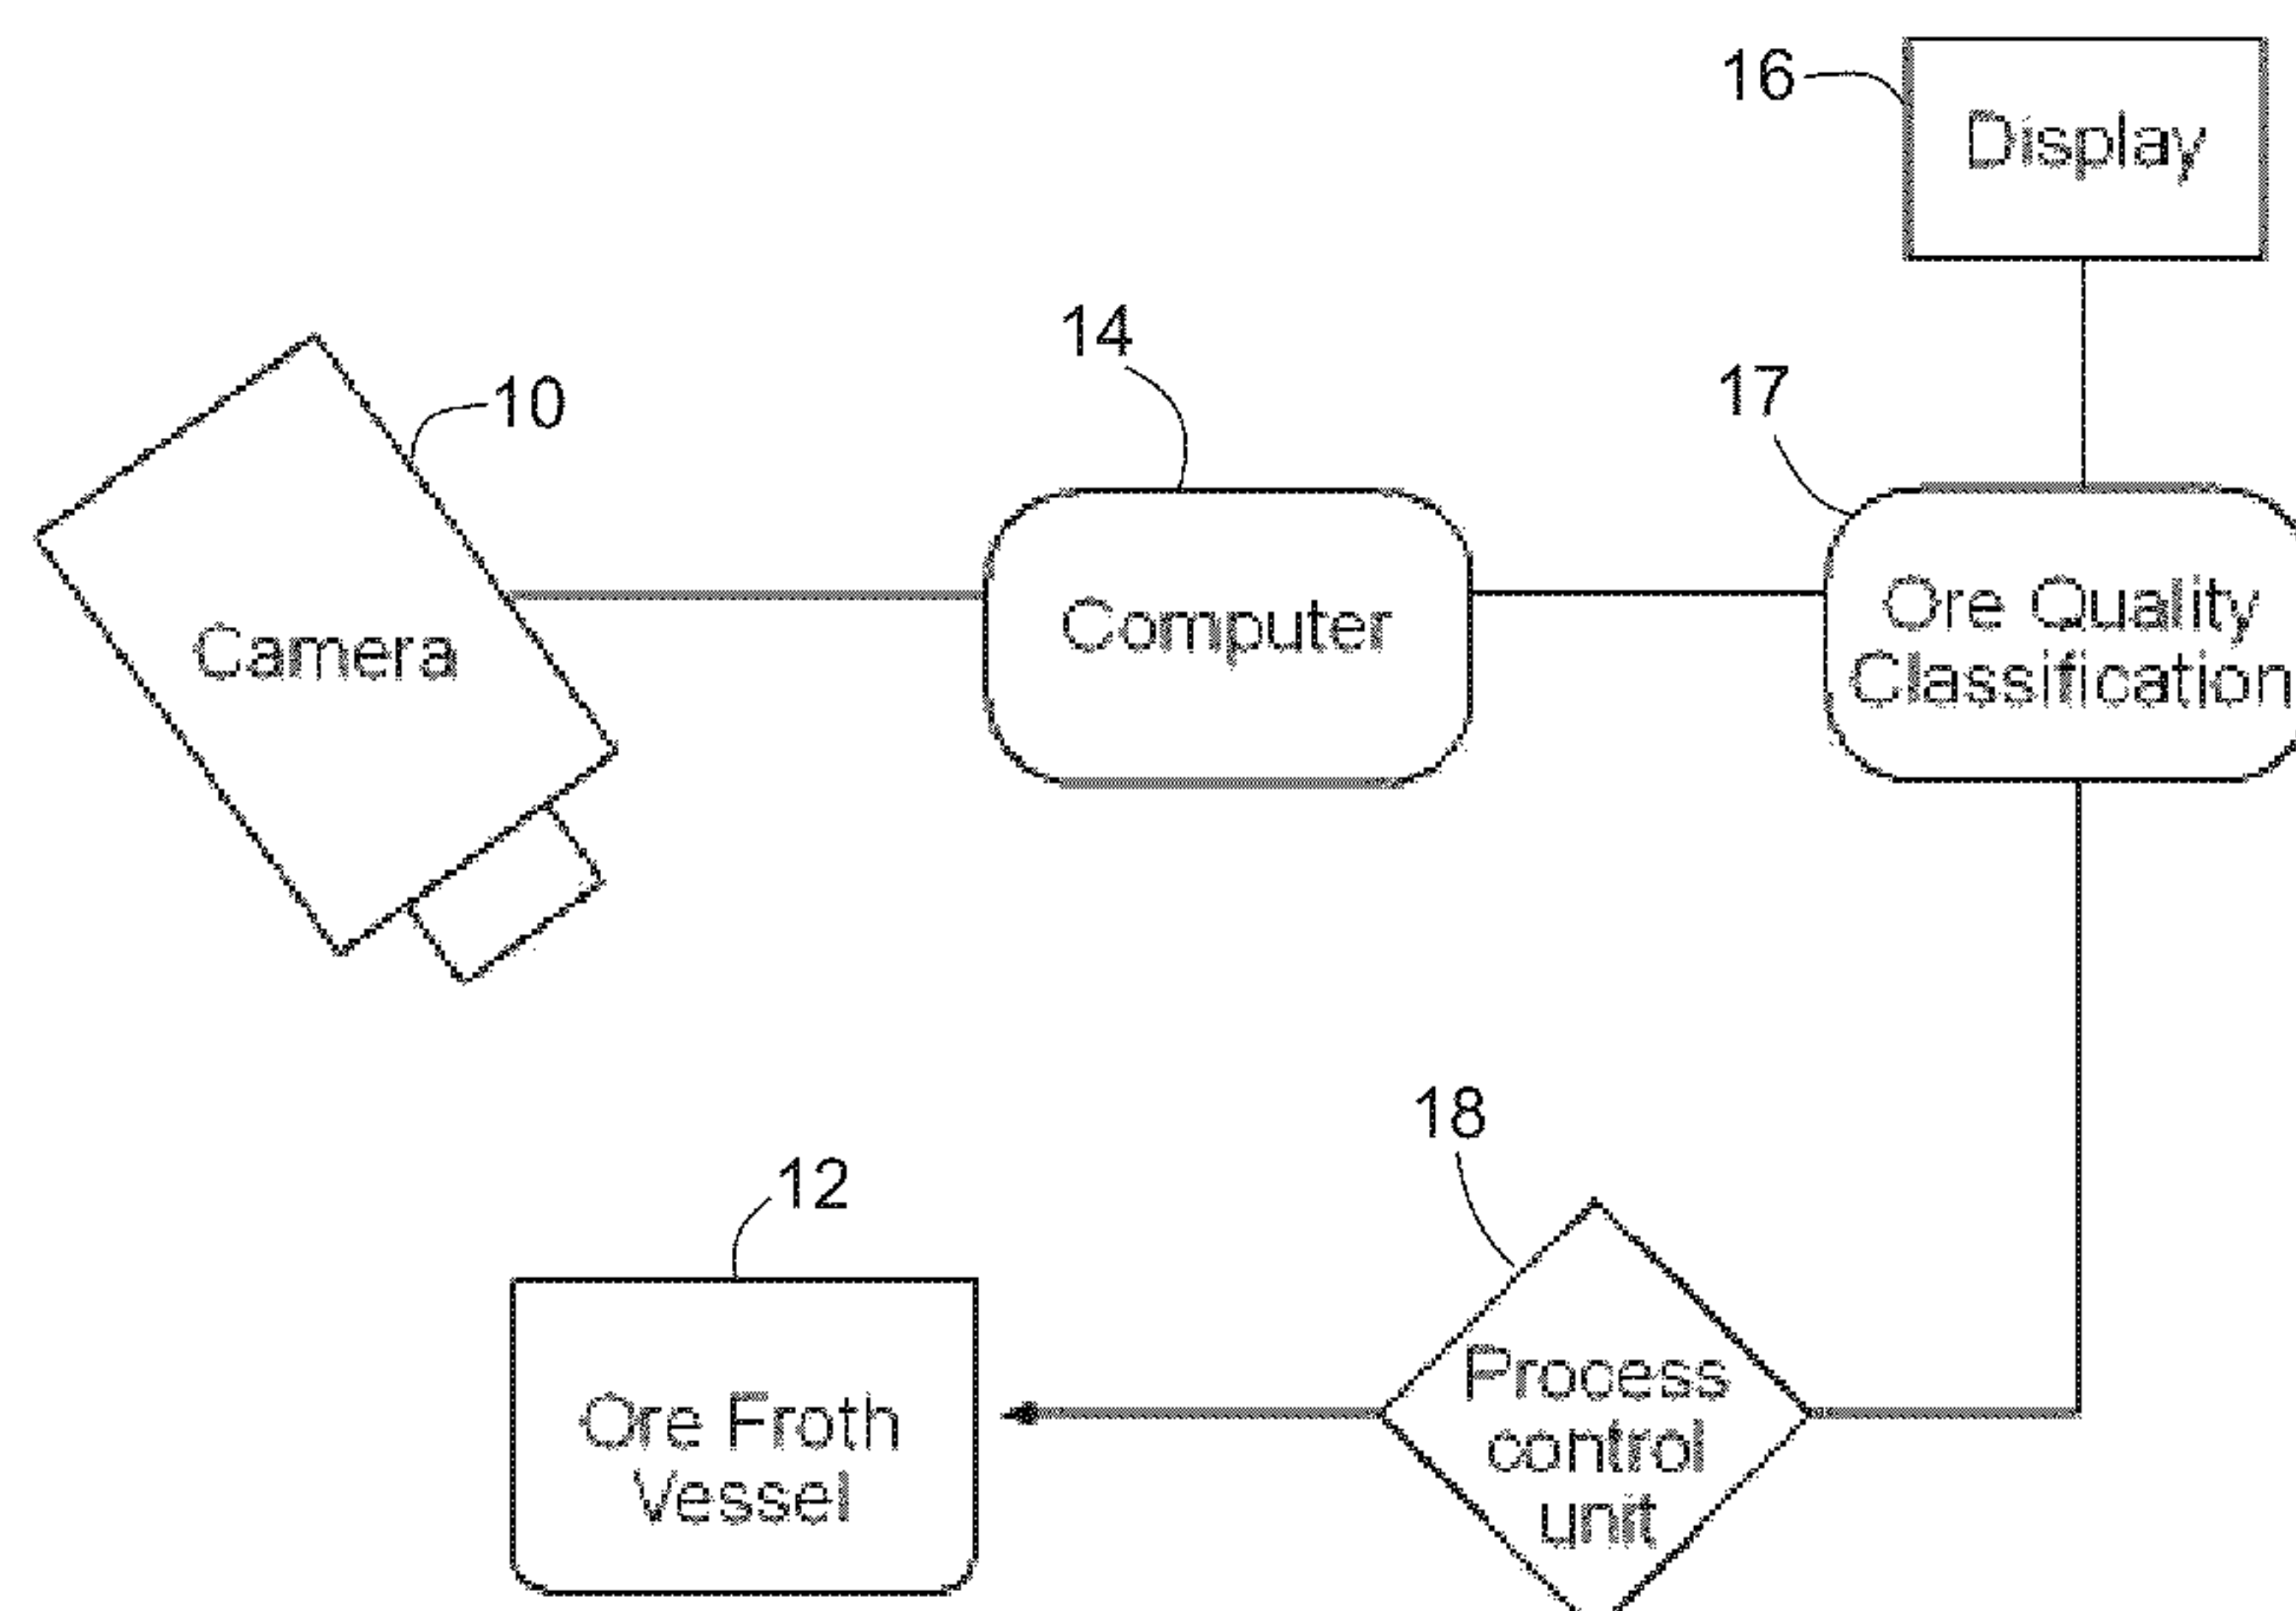 16
Display
14
10
17
Camera
Computer
Ore Quality
Classification
18
12
Process
control
unit
Ore Froth
Vessel